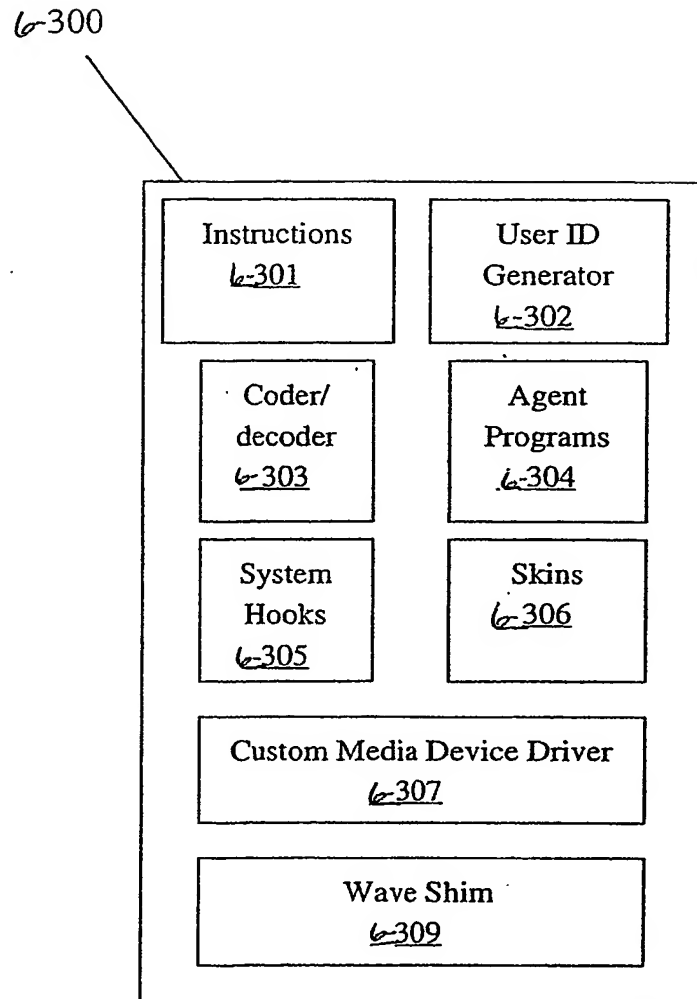 6-300
Instructions
6-301
User ID
Generator
6-302
Coder/
decoder
6-303
Agent
Programs
6-304
System
Hooks
6-305
Skins
6-306
Custom Media Device Driver
6-307
Wave Shim
6-309